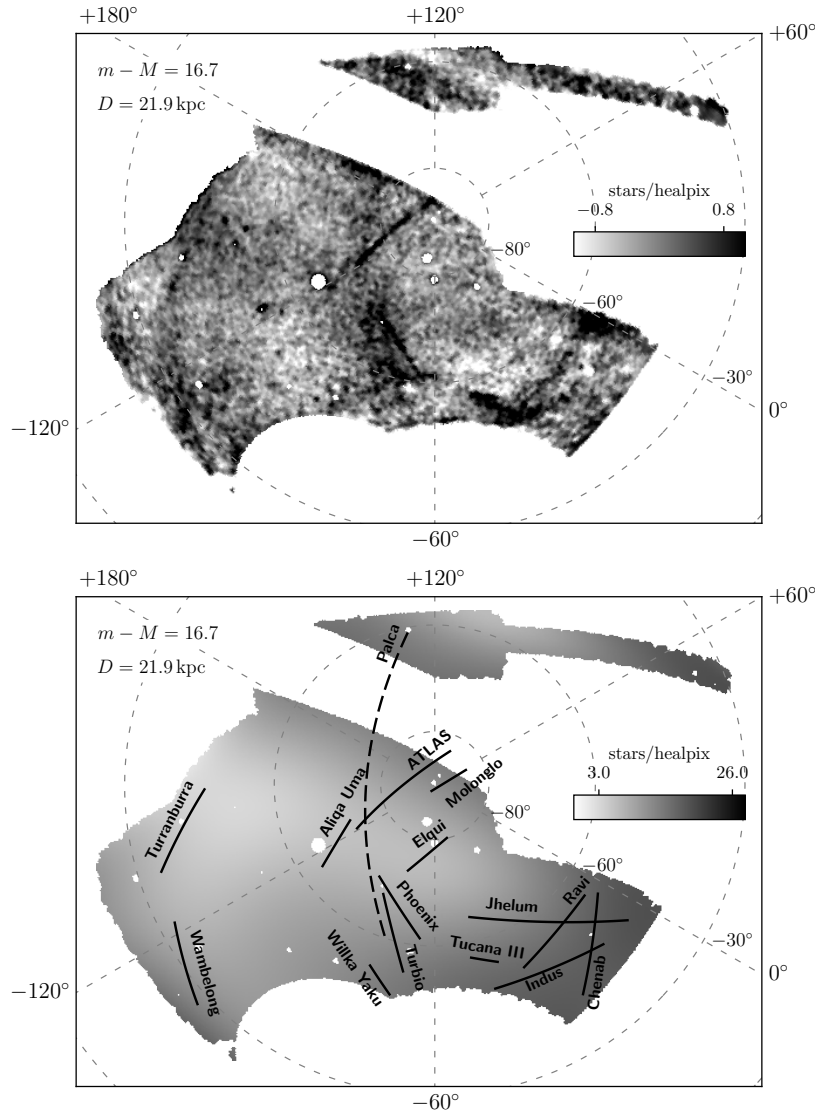 +180° +120° +60°
m − M = 16.7
D = 21.9 kpc
stars/healpix
−0.8 0.8
−80°
−60°
−30°
0°
−120°
−60°
+180° +120° +60°
m − M = 16.7
D = 21.9 kpc
Palca
ATLAS
stars/healpix
3.0 26.0
Molonglo
Aliqa Uma
Turranburra
−80°
Elqui
−60°
Ravi
Phoenix
Jhelum
Tucana III
Wambelong
Willka Yaku
Turbio
Indus
Chenab
−30°
0°
−120°
−60°